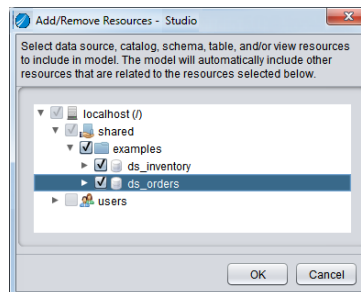 Add/Remove Resources - Studio
Select data source, catalog, schema, table, and/or view resources
to include in model. The model will automatically include other
resources that are related to the resources selected below.
localhost (/)
shared
examples
ds_inventory
ds_orders
users
OK Cancel